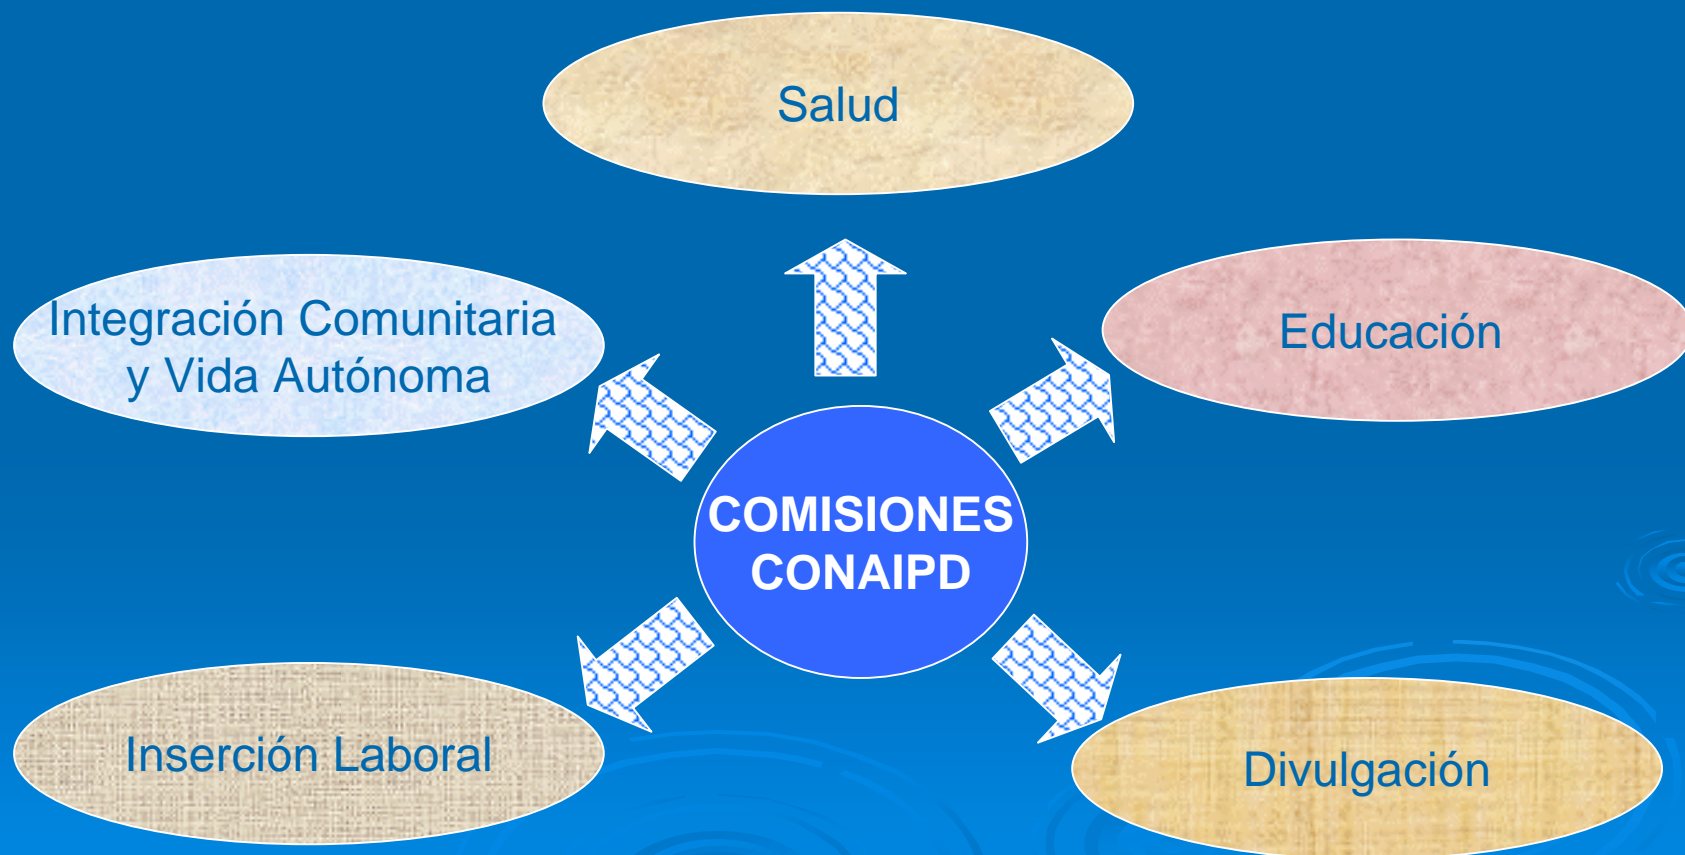 Salud
Integración Comunitaria
y Vida Autónoma
Educación
COMISIONES
CONAIPD
Inserción Laboral
Divulgación